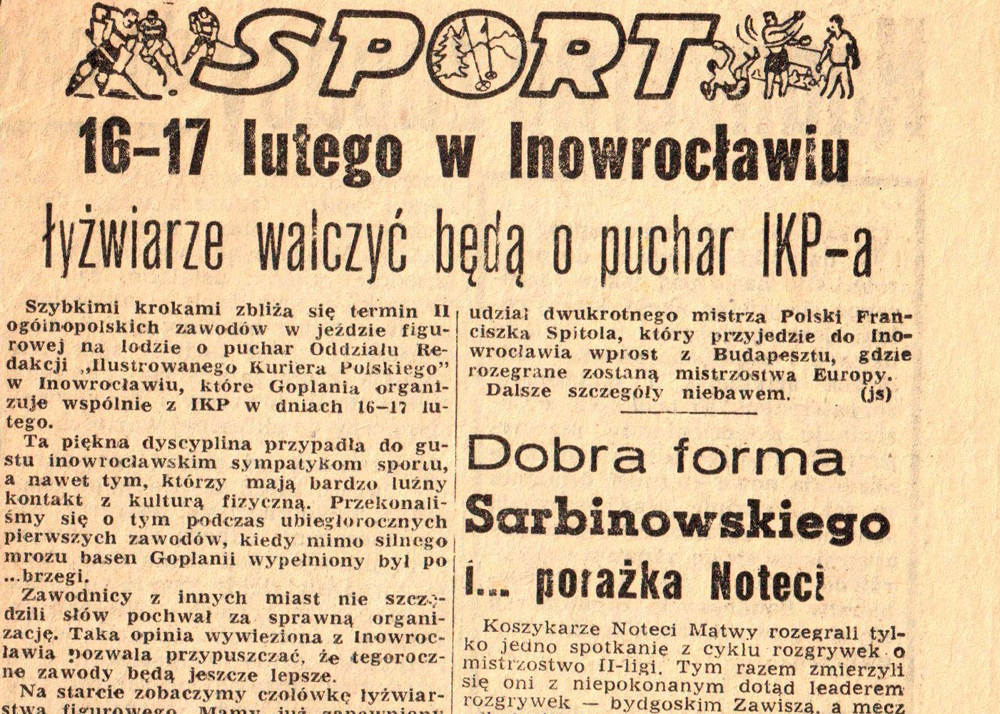 SPORT
16-17 lutego w Inowrocławiu
łyżwiarze walczyć będą o puchar IKP-a
Szybkimi krokami zbliża się termin II
ogólnopolskich zawodów w jeździe figu-
rowej na lodzie o puchar Oddziału Re-
dakcji „Ilustrowanego Kuriera Polskiego”
w Inowrocławiu, które Goplania organi-
zuje wspólnie z IKP w dniach 16-17 lu-
tego.
Ta piękna dyscyplina przypadła do gu-
stu inowrocławskim sympatykom sportu,
a nawet tym, którzy mają bardzo luźny
kontakt z kulturą fizyczną. Przekonali-
śmy się o tym podczas ubiegłorocznych
pierwszych zawodów, kiedy mimo silnego
mrozu basen Goplanii wypełniony był po
...brzegi.
Zawodnicy z innych miast nie szczę-
dzili słów pochwał za sprawną organi-
zację. Taka opinia wywieziona z Inowroc-
ławia pozwala przypuszczać, że tegorocz-
ne zawody będą jeszcze lepsze.
Na starcie zobaczymy czołówkę łyżwiar-
stwa figurowego. Mamy już zapewniony
udział dwukrotnego mistrza Polski Fran-
ciszka Spitola, który przyjedzie do Ino-
wrocławia wprost z Budapesztu, gdzie
rozegrane zostaną mistrzostwa Europy.
Dalsze szczegóły niebawem. (js)
Dobra forma
Sarbinowskiego
i... porażka Noteci
Koszykarze Noteci Mątwy rozegrali tyl-
ko jedno spotkanie z cyklu rozgrywek o
mistrzostwo II-ligi. Tym razem zmierzyli
się oni z niepokonanym dotąd leaderem
rozgrywek — bydgoskim Zawiszą, a mecz